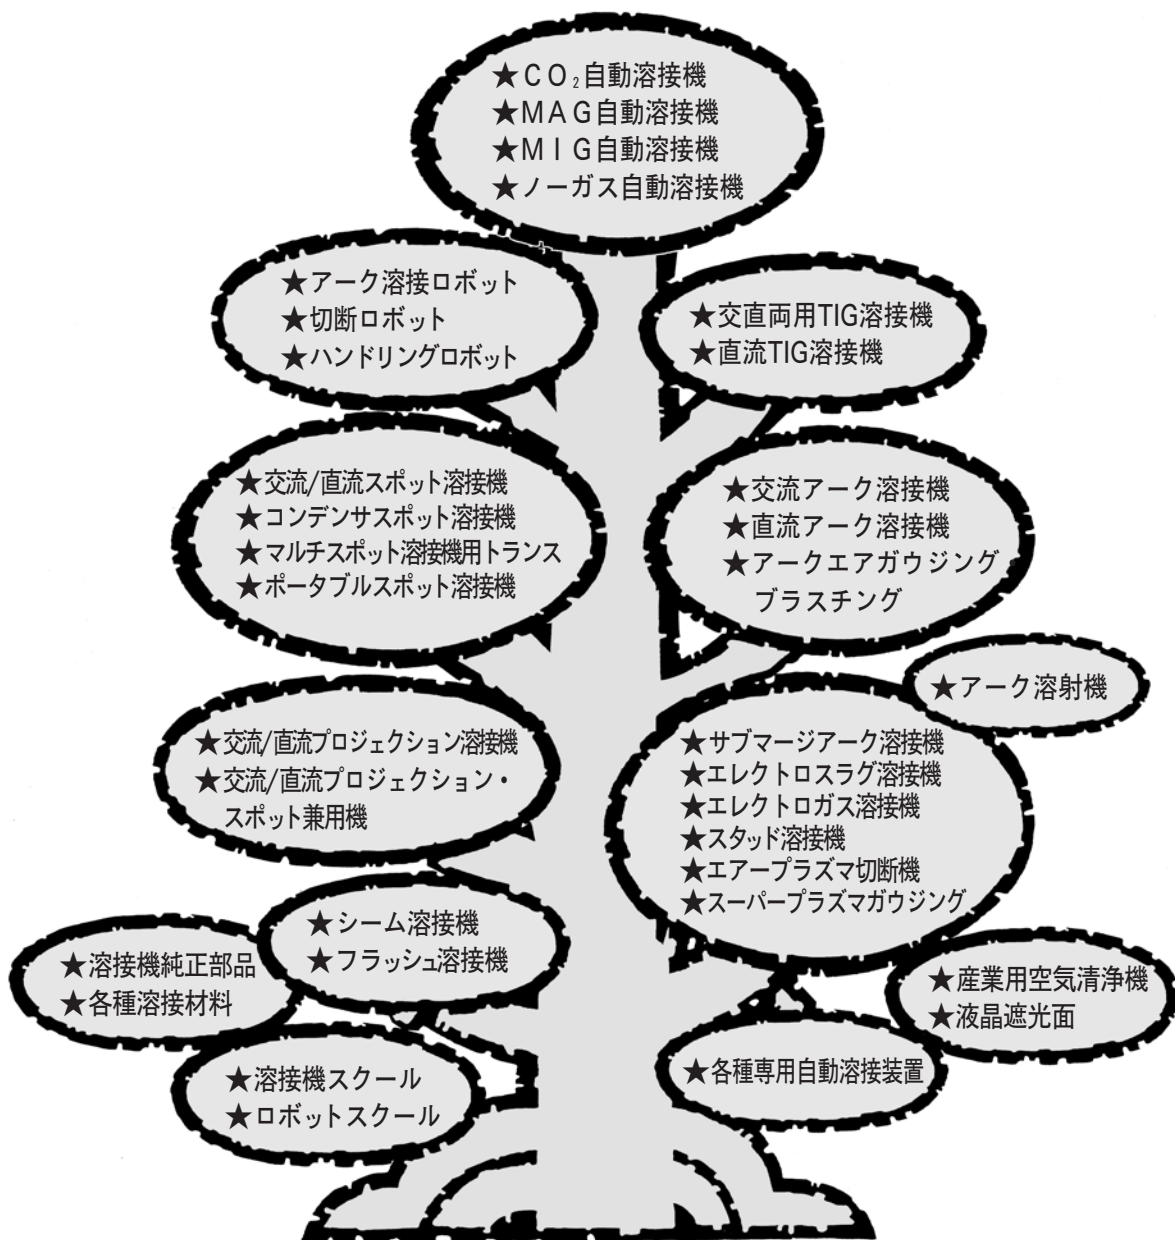 ★CO₂自動溶接機
★MAG自動溶接機
★MIG自動溶接機
★ノーガス自動溶接機
★アーク溶接ロボット
★切断ロボット
★ハンドリングロボット
★交直両用TIG溶接機
★直流TIG溶接機
★交流/直流スポット溶接機
★コンデンサスポット溶接機
★マルチスポット溶接機用トランス
★ポータブルスポット溶接機
★交流アーク溶接機
★直流アーク溶接機
★アークエアガウジング
ブラスチング
★アーク溶射機
★交流/直流プロジェクション溶接機
★交流/直流プロジェクション・
スポット兼用機
★サブマージアーク溶接機
★エレクトロスラグ溶接機
★エレクトロガス溶接機
★スタッド溶接機
★エアープラズマ切断機
★スーパープラズマガウジング
★シーム溶接機
★フラッシュ溶接機
★溶接機純正部品
★各種溶接材料
★産業用空気清浄機
★液晶遮光面
★溶接機スクール
★ロボットスクール
★各種専用自動溶接装置